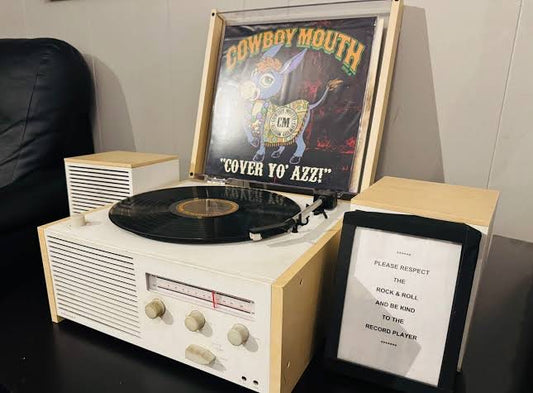 COWBOY MOUTH
CM
"COVER YO' AZZ!"
******
PLEASE RESPECT
THE
ROCK & ROLL
AND BE KIND
TO THE
RECORD PLAYER
*******